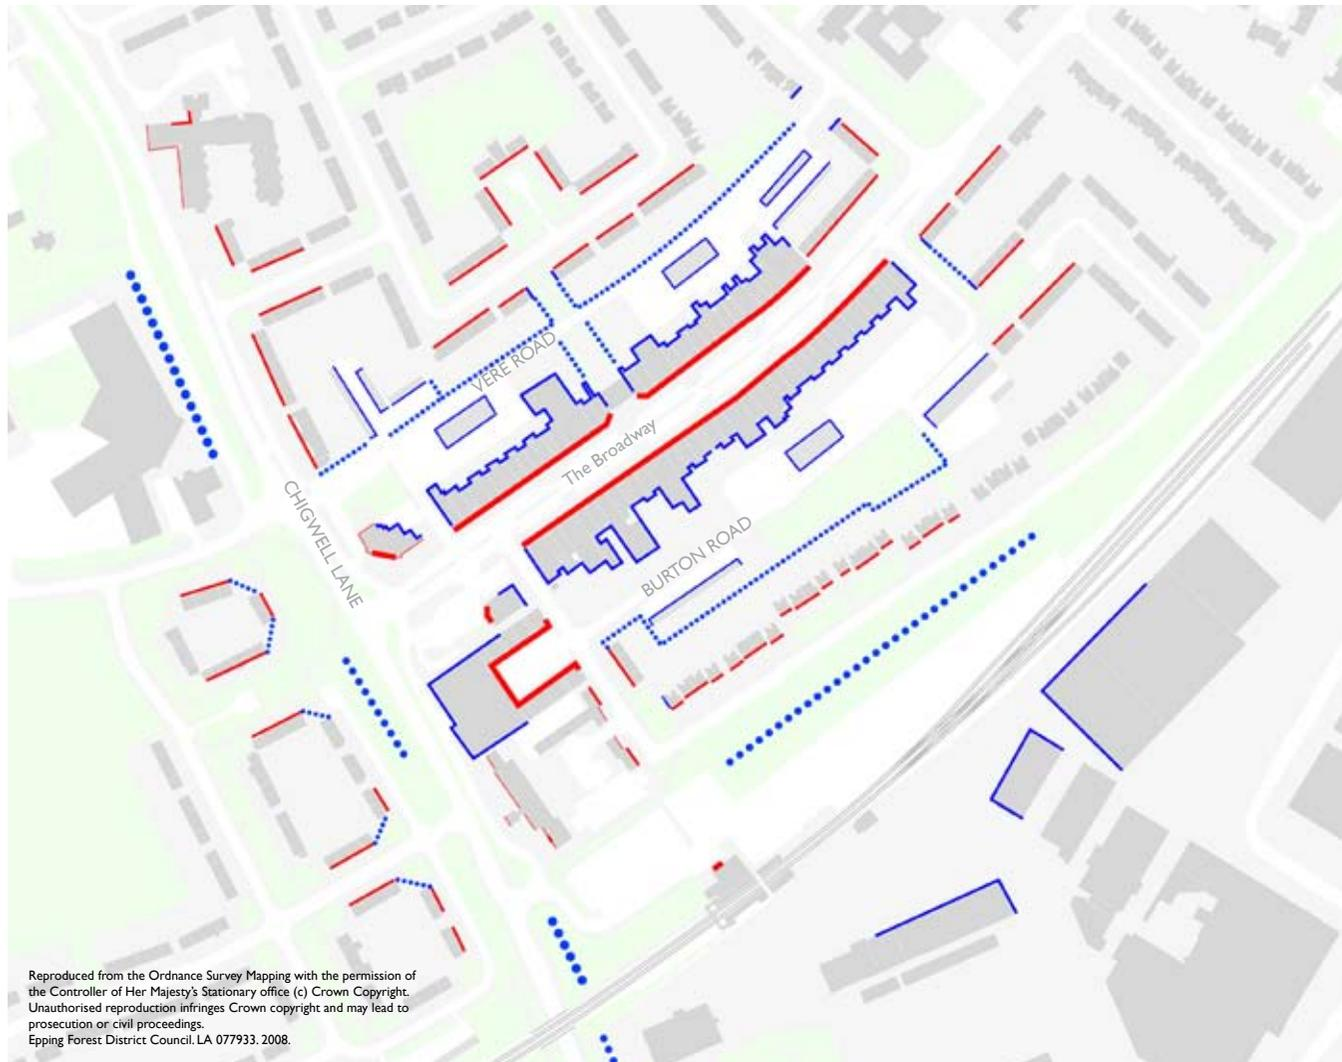 VERE ROAD
The Broadway
CHIGWELL LANE
BURTON ROAD
Reproduced from the Ordnance Survey Mapping with the permission of
the Controller of Her Majesty's Stationary office (c) Crown Copyright.
Unauthorised reproduction infringes Crown copyright and may lead to
prosecution or civil proceedings.
Epping Forest District Council. LA 077933. 2008.